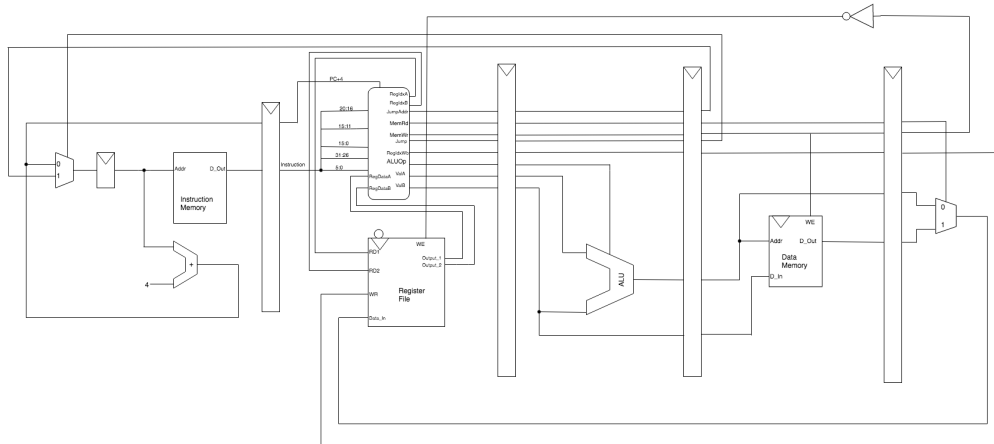 PC+4
RegIdxA
RegIdxB
JumpAddr
20:16
MemRd
15:11
MemWr
Jump
15:0
RegIdxWr
31:26
ALUOp
5:0
Instruction
ValA
RegDataA
ValB
RegDataB
0
1
Addr
D_Out
Instruction
Memory
+
4
WE
RD1
Output_1
Output_2
RD2
WR
Register
File
Data_In
ALU
WE
Addr
D_Out
Data
Memory
D_In
0
1